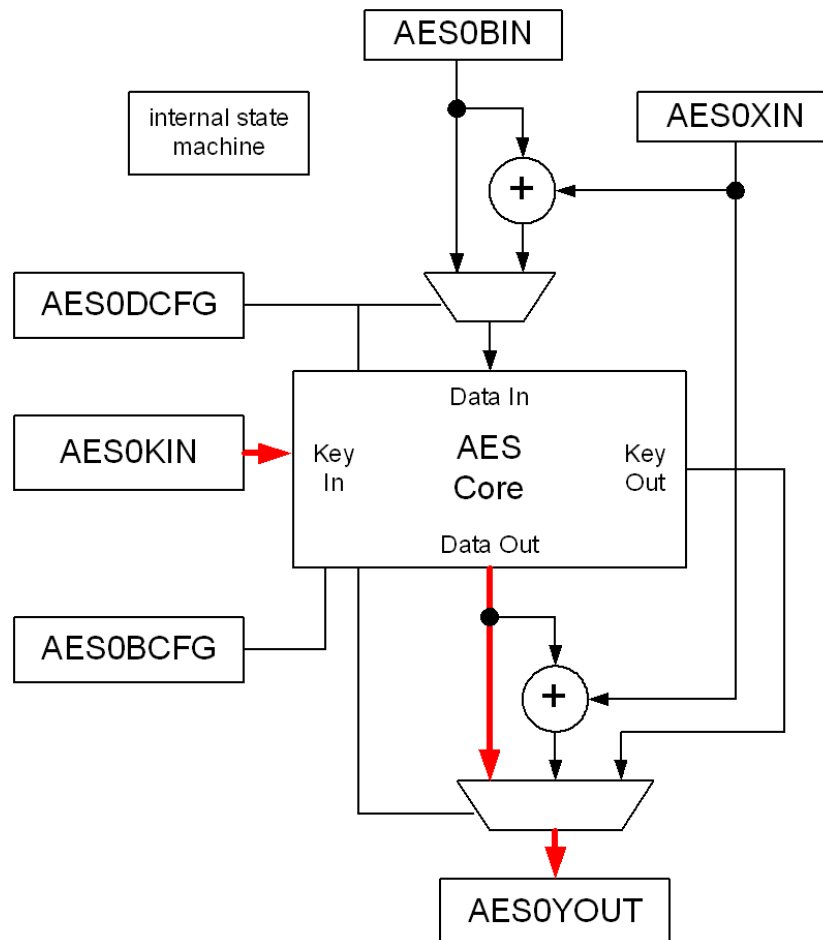 AES0BIN
internal state
machine
AES0XIN
+
AES0DCFG
Data In
AES0KIN
Key
In
AES
Core
Key
Out
Data Out
AES0BCFG
+
AES0YOUT